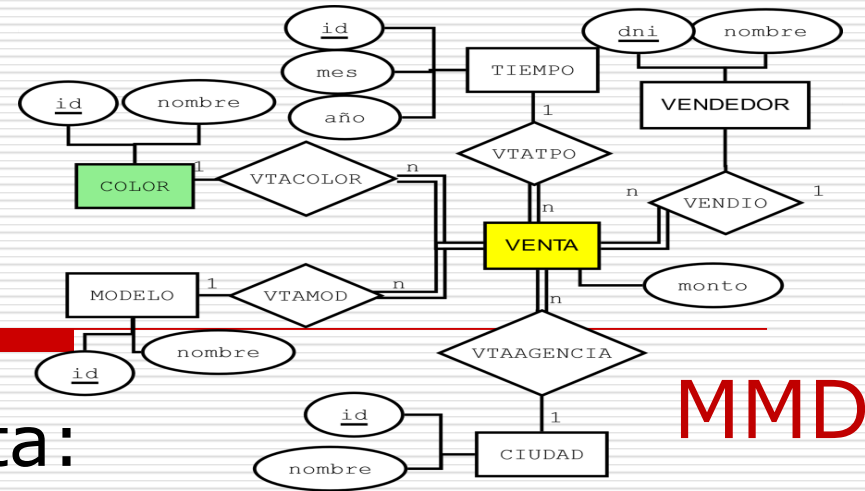 id
dni
nombre
mes
TIEMPO
id
nombre
año
VENDEDOR
1
VTATPO
1
n
COLOR
VTACOLOR
n
n
1
VENDIO
VENTA
1
n
MODELO
VTAMOD
monto
n
nombre
VTAAGENCIA
id
id
1
MMD
ta:
CIUDAD
nombre